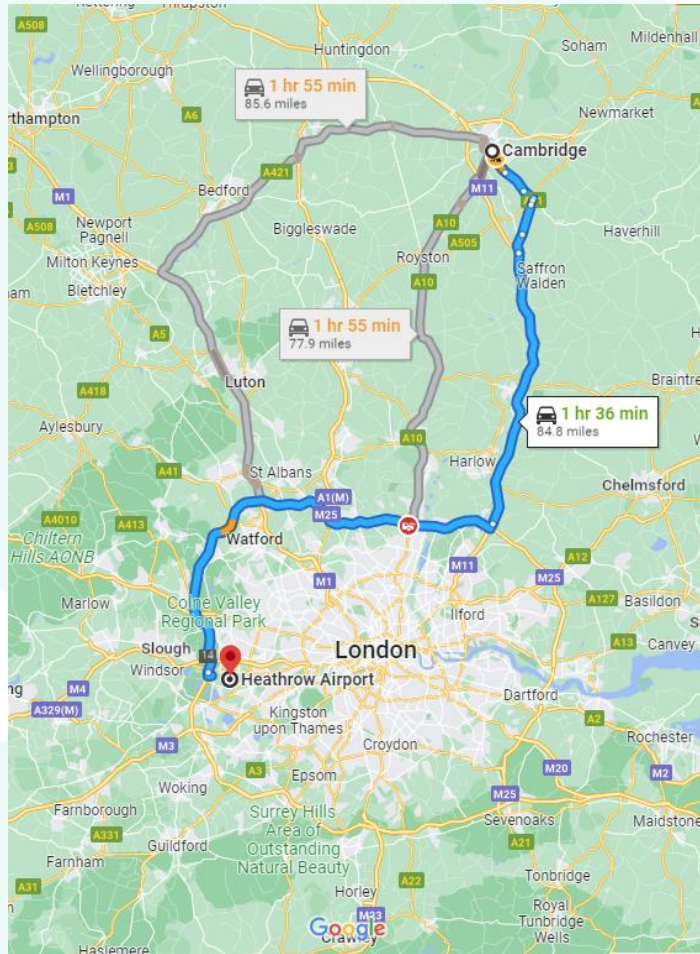 A508
Kettering
Thrapston
Mildenhall
Huntingdon
Soham
Wellingborough
1 hr 55 min
85.6 miles
A6
Newmarket
rthampton
Cambridge
A421
M1
Bedford
M11
A10
A11
A508
Newport
Pagnell
Biggleswade
A505
Haverhill
Royston
Milton Keynes
Saffron
Walden
Bletchley
am
A10
A5
1 hr 55 min
77.9 miles
Luton
Braintre
A418
1 hr 36 min
84.8 miles
Aylesbury
A10
A41
St Albans
Harlow
Chelmsford
A1(M)
A4010
A413
M25
Watford
A12
Chiltern
Hills AONB
M11
M25
M1
Marlow
Colne Valley
Regional Park
Ilford
A127
Basildon
Slough
14
London
A13
Canvey
Windsor
Heathrow Airport
ng
M4
A329(M)
Dartford
A2
Kingston
upon Thames
Rochester
M3
Croydon
A3
M20
M2
Epsom
Woking
M25
Farnborough
Sevenoaks
Maidstone
Surrey Hills
Area of
Outstanding
Natural Beauty
A331
Guildford
A21
Farnham
Tonbridge
A31
A22
Horley
Royal
Tunbridge
Wells
Google
M23
Crawley
Haslemere